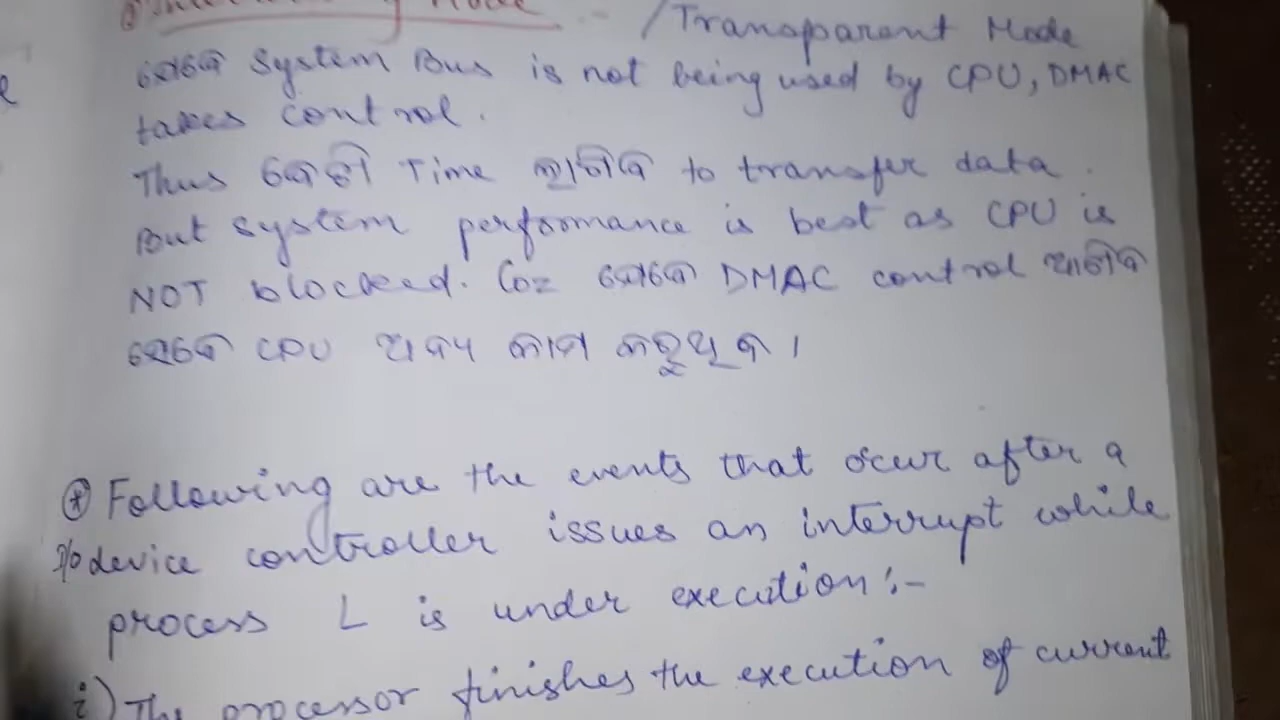 Mode :- / Transparent Mode
ଯେତେବେଳେ System Bus is not being used by CPU, DMAC
takes control.
Thus ବେଶୀ Time ଲାଗିବ to transfer data.
But system performance is best as CPU is
NOT blocked. Coz ଯେବେ DMAC control
CPU ଅନ୍ୟ କାମ କରୁଥିବ ।
⊛ Following are the events that ocur after a
I/O device controller issues an interrupt while
process L is under execution :-
i) The processor finishes the execution of current